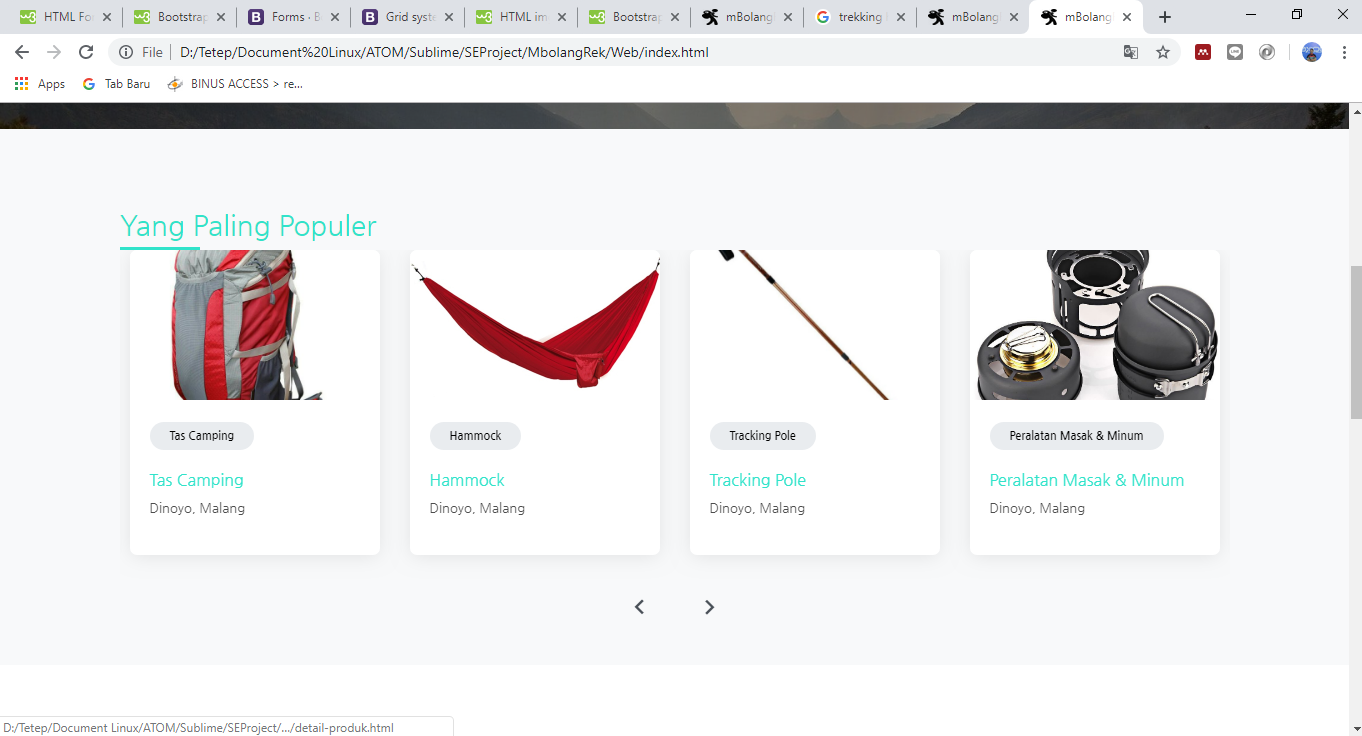 HTML Fo
Bootstrap
Forms · B
Grid syste
HTML im
Bootstrap
mBolang
trekking
mBolang
mBolang
File
D:/Tetep/Document%20Linux/ATOM/Sublime/SEProject/MbolangRek/Web/index.html
Apps
Tab Baru
BINUS ACCESS > re...
Yang Paling Populer
Tas Camping
Hammock
Tracking Pole
Peralatan Masak & Minum
Tas Camping
Hammock
Tracking Pole
Peralatan Masak & Minum
Dinoyo, Malang
Dinoyo, Malang
Dinoyo, Malang
Dinoyo, Malang
D:/Tetep/Document Linux/ATOM/Sublime/SEProject/.../detail-produk.html